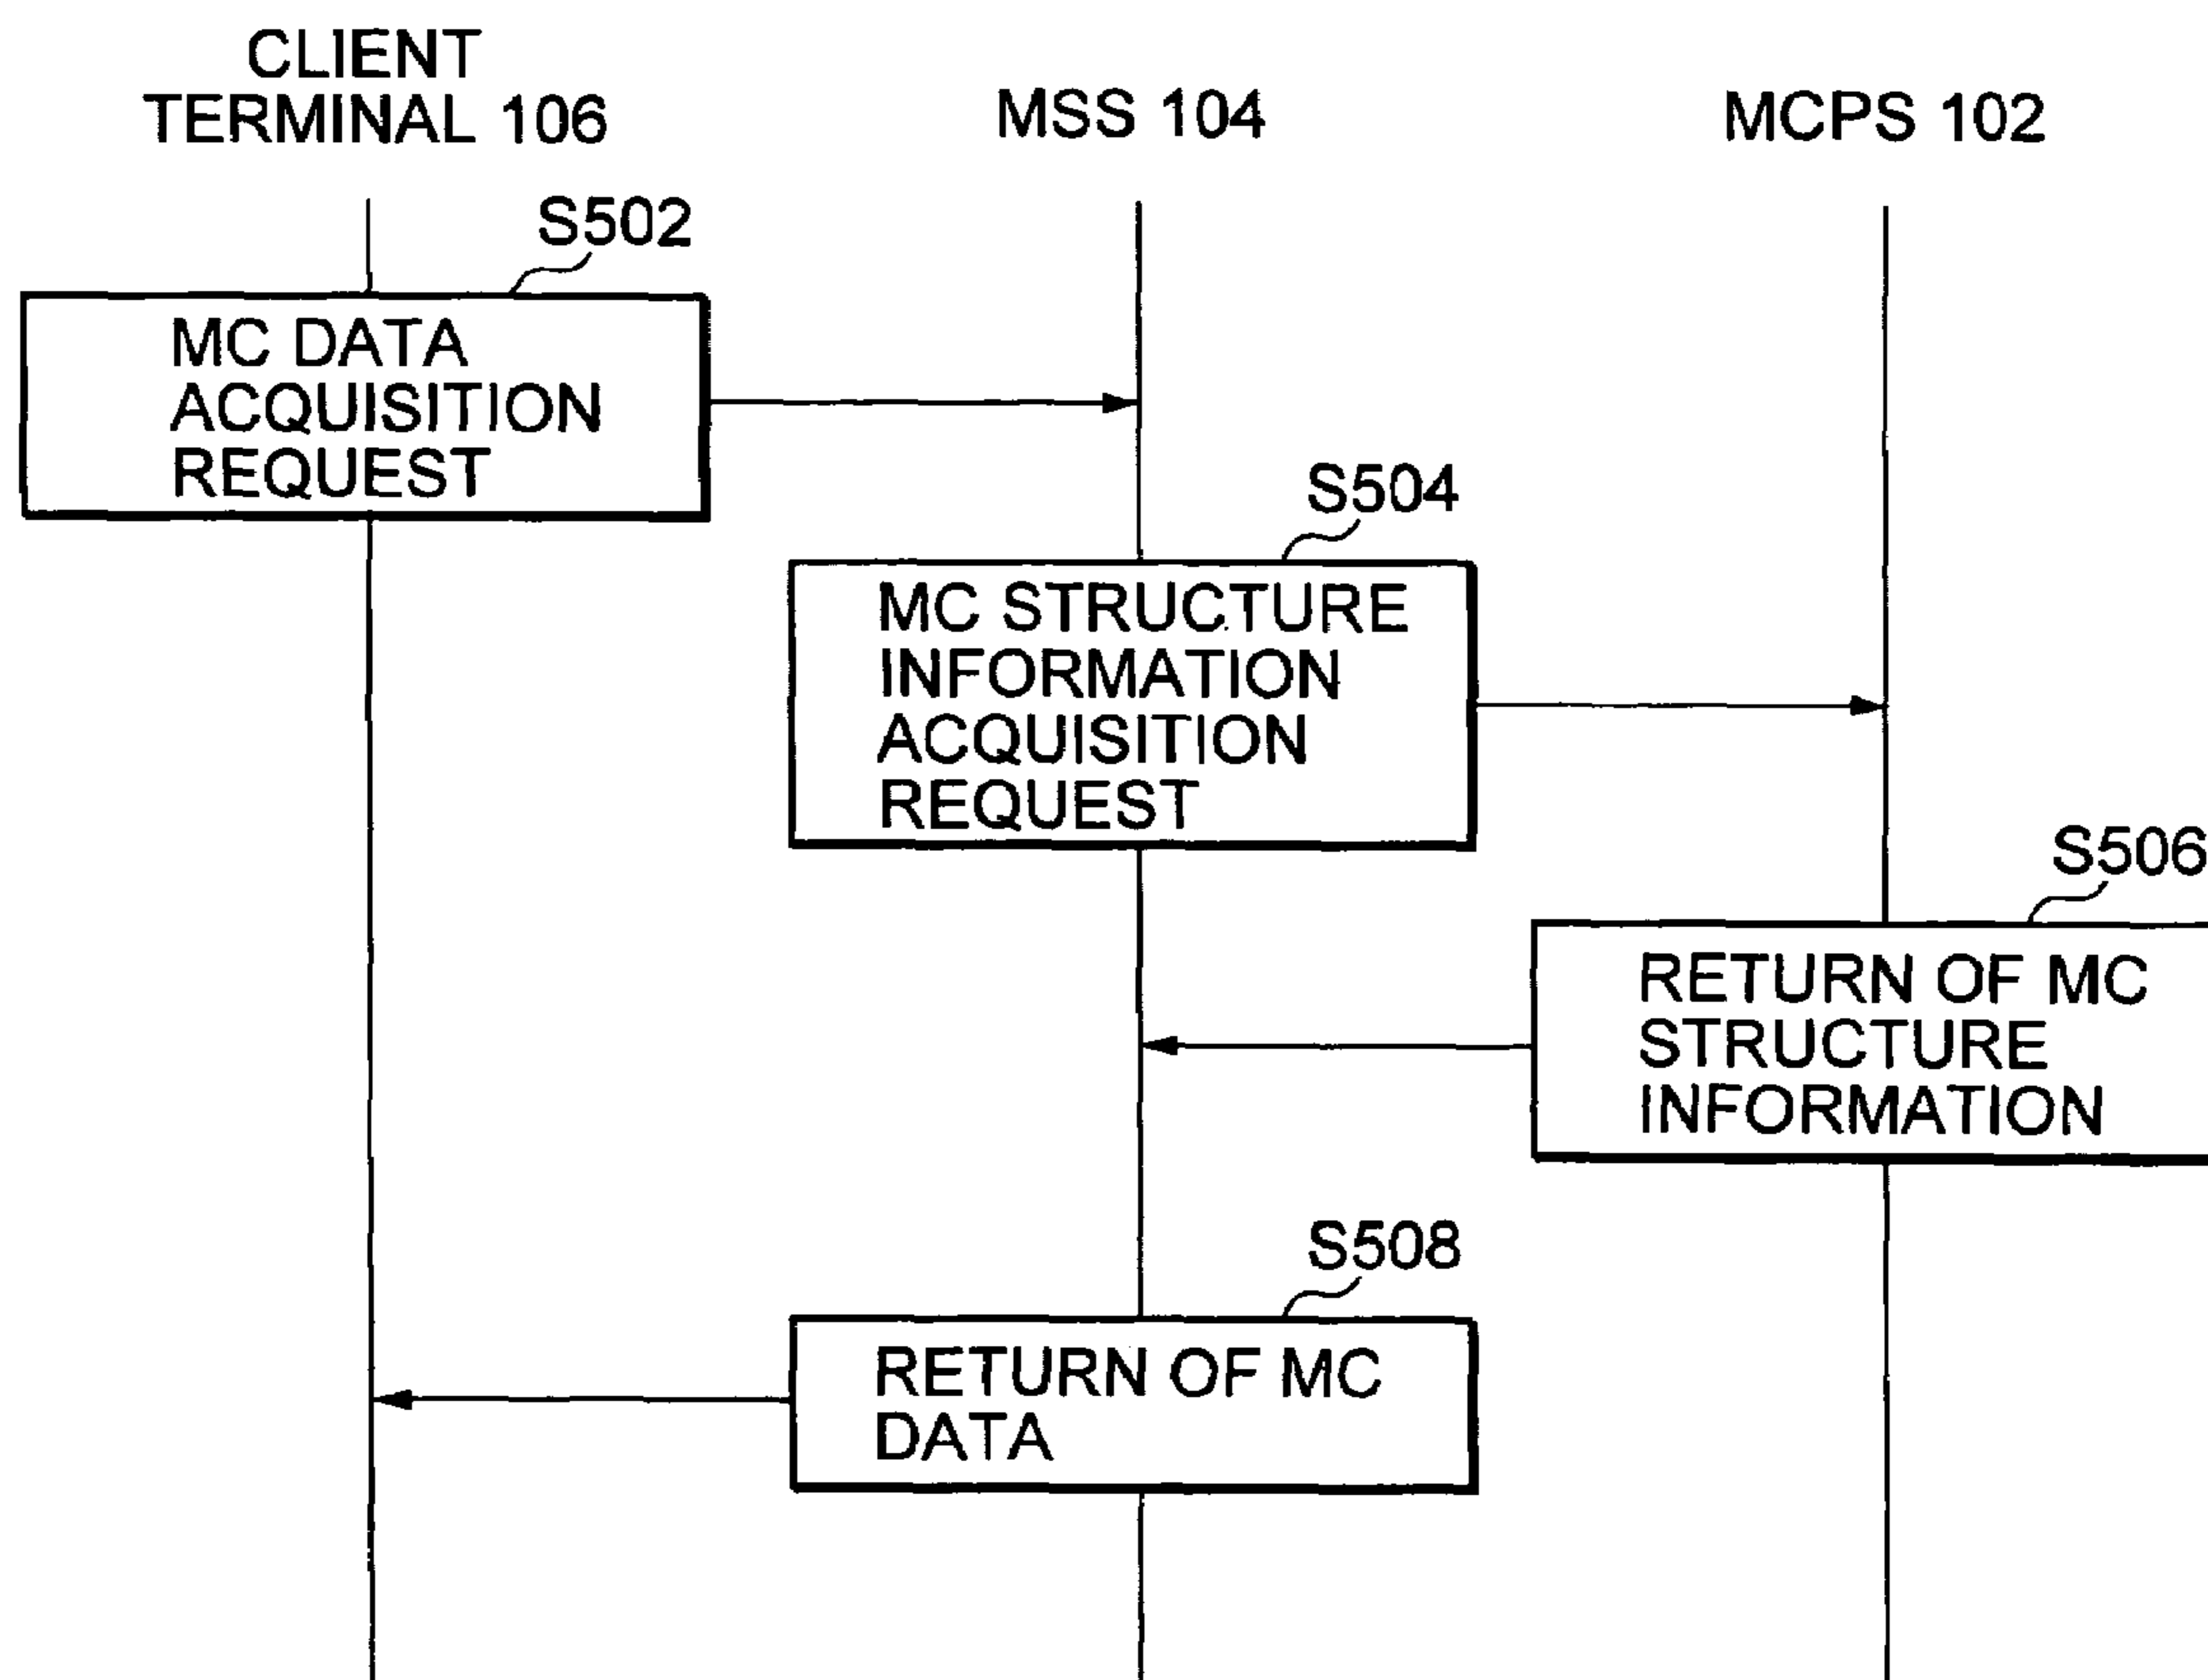 CLIENT
TERMINAL 106
MSS 104
MCPS 102
S502
MC DATA
ACQUISITION
REQUEST
S504
MC STRUCTURE
INFORMATION
ACQUISITION
REQUEST
S506
RETURN OF MC
STRUCTURE
INFORMATION
S508
RETURN OF MC
DATA